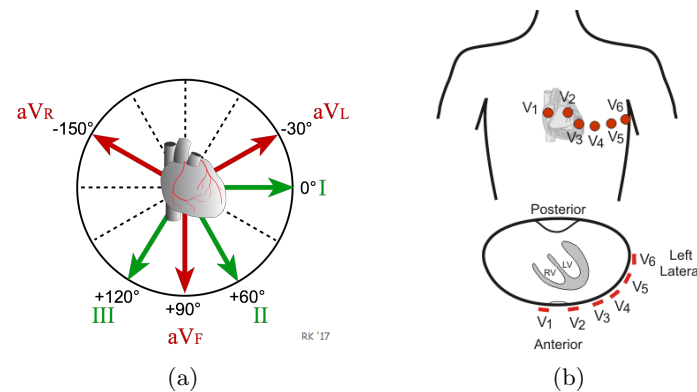 aVR
-150°
aVL
-30°
0° I
+120°
III
+90°
aVF
+60°
II
RK '17
(a)
V1
V2
V3
V4
V5
V6
Posterior
RV
LV
V6
Left
Latera
V5
V4
V3
V2
V1
Anterior
(b)